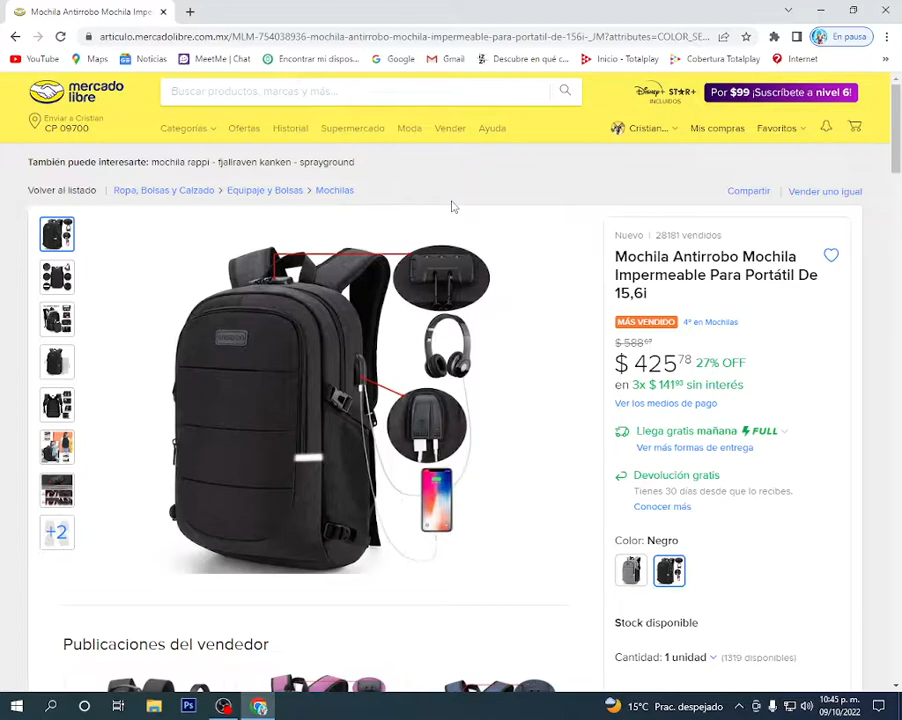 Mochila Antirrobo Mochila Impe
articulo.mercadolibre.com.mx/MLM-754038936-mochila-antirrobo-mochila-impermeable-para-portatil-de-156i-_JM?attributes=COLOR_SE...
En pausa
YouTube
Maps
Noticias
MeetMe | Chat
Encontrar mi dispos...
Google
Gmail
Descubre en qué c...
Inicio - Totalplay
Cobertura Totalplay
Internet
»
mercado
libre
Buscar productos, marcas y más...
Disney+ STAR+
INCLUIDOS
Por $99 ¡Suscríbete a nivel 6!
Enviar a Cristian
CP 09700
Categorías
Ofertas
Historial
Supermercado
Moda
Vender
Ayuda
Cristian...
Mis compras
Favoritos
También puede interesarte: mochila rappi - fjallraven kanken - sprayground
Volver al listado
Ropa, Bolsas y Calzado > Equipaje y Bolsas > Mochilas
Compartir
Vender uno igual
+2
Nuevo | 28181 vendidos
Mochila Antirrobo Mochila
Impermeable Para Portátil De
15,6i
MÁS VENDIDO 4º en Mochilas
$ 588 67
$ 425 78 27% OFF
en 3x $ 141 93 sin interés
Ver los medios de pago
Llega gratis mañana FULL
Ver más formas de entrega
Devolución gratis
Tienes 30 días desde que lo recibes.
Conocer más
Color: Negro
Stock disponible
Cantidad: 1 unidad (1319 disponibles)
Publicaciones del vendedor
Ps
15°C Prac. despejado
10:45 p. m.
09/10/2022